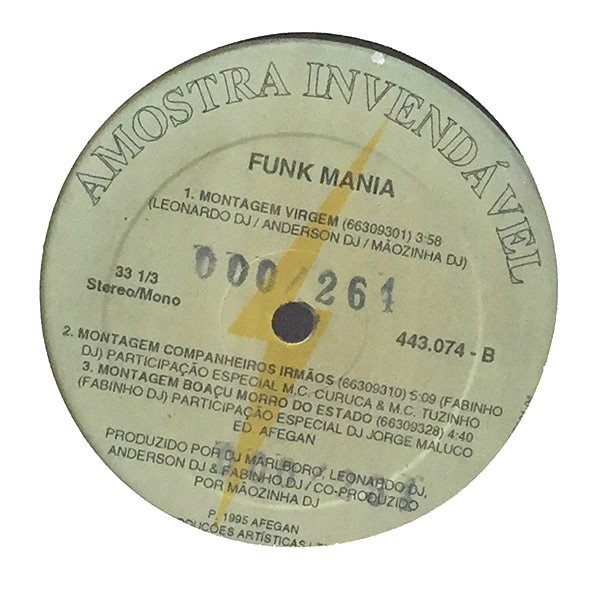 AMOSTRA INVENDÁVEL
FUNK MANIA
1. MONTAGEM VIRGEM (66309301) 3:58
(LEONARDO DJ / ANDERSON DJ / MÃOZINHA DJ)
000/261
33 1/3
Stereo/Mono
443.074 - B
2. MONTAGEM COMPANHEIROS IRMÃOS (66309310) 5:09 (FABINHO
DJ) PARTICIPAÇÃO ESPECIAL M.C. CURUCA & M.C. TUZINHO
3. MONTAGEM BOAÇU MORRO DO ESTADO (66309328) 4:40
(FABINHO DJ) PARTICIPAÇÃO ESPECIAL DJ JORGE MALUCO
ED. AFEGAN
PRODUZIDO POR DJ MARLBORO, LEONARDO DJ,
ANDERSON DJ & FABINHO DJ / CO-PRODUZIDO
POR MÃOZINHA DJ
P. 1995 AFEGAN
ARTÍSTICAS